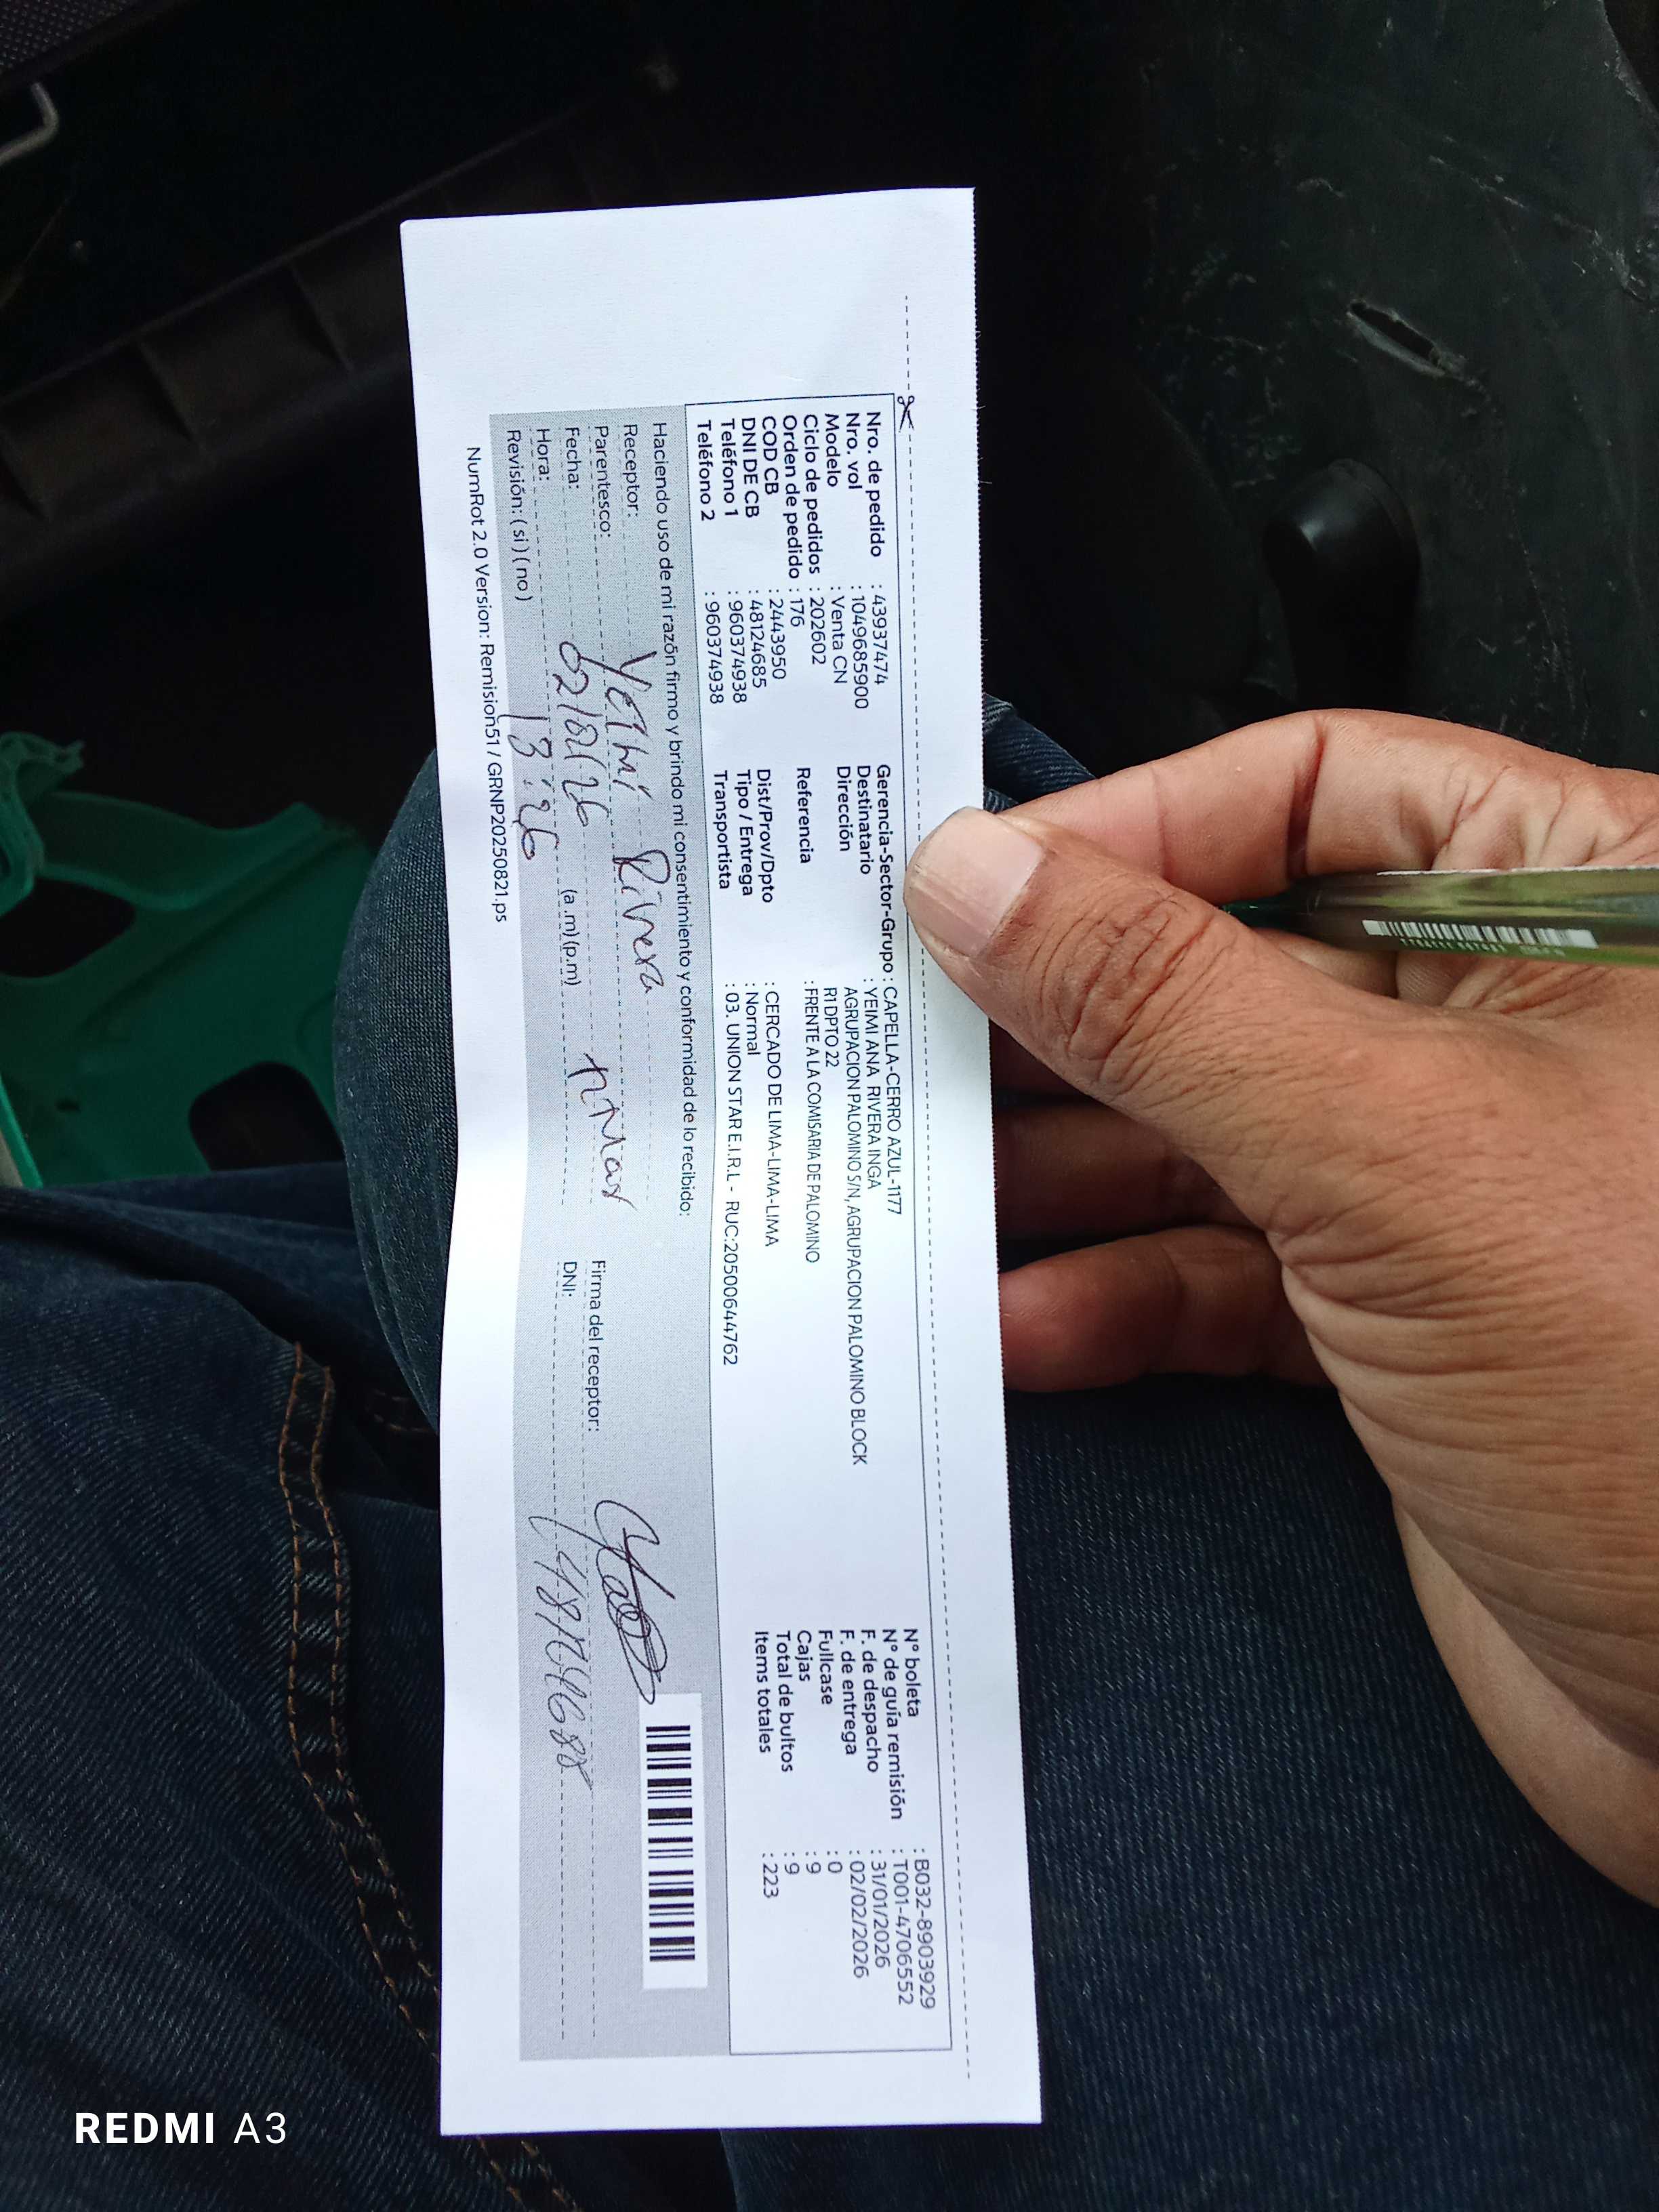 Nro. de pedido : 43937474
Nro. vol : 1049685900
Modelo : Venta CN
Ciclo de pedidos : 202602
Orden de pedido : 176
COD CB : 2443950
DNI DE CB : 48124685
Teléfono 1 : 960374938
Teléfono 2 : 960374938
Gerencia-Sector-Grupo : CAPELLA-CERRO AZUL-1177
Destinatario : YEIMI ANA RIVERA INGA
Dirección AGRUPACION PALOMINO S/N, AGRUPACION PALOMINO BLOCK
R1 DPTO 22
Referencia : FRENTE A LA COMISARIA DE PALOMINO
Dist/Prov/Dpto : CERCADO DE LIMA-LIMA-LIMA
Tipo / Entrega : Normal
Transportista : 03. UNION STAR E.I.R.L - RUC:20500644762
N° boleta : B032-8903929
N° de guía remisión : T001-4706552
F. de despacho : 31/01/2026
F. de entrega : 02/02/2026
Fullcase : 0
Cajas : 9
Total de bultos : 9
Items totales : 223
Haciendo uso de mi razón firmo y brindo mi consentimiento y conformidad de lo recibido:
Receptor: Rivera
Parentesco:
Fecha:
Hora: 13:26 (a.m)(p.m)
Revisión: (si) (no)
Firma del receptor:
DNI:
NumRot 2.0 Version: Remision51 / GRNP20250821.ps
REDMI A3